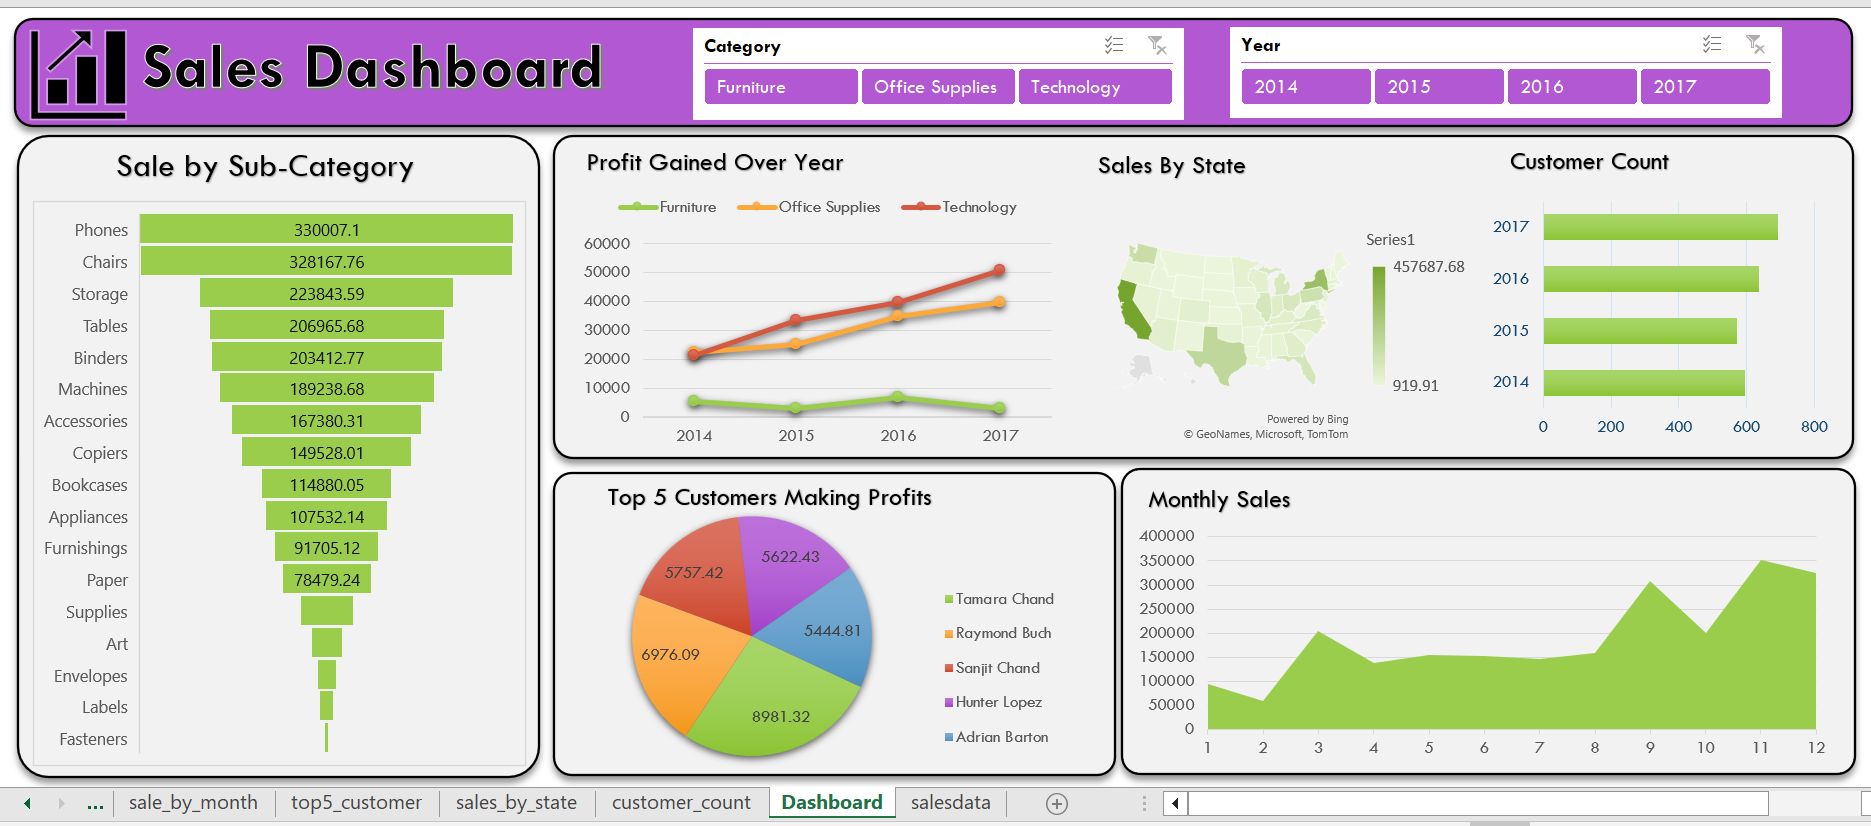 Sales Dashboard
Category
Furniture
Office Supplies
Technology
Year
2014
2015
2016
2017
Sale by Sub-Category
Phones 330007.1
Chairs 328167.76
Storage 223843.59
Tables 206965.68
Binders 203412.77
Machines 189238.68
Accessories 167380.31
Copiers 149528.01
Bookcases 114880.05
Appliances 107532.14
Furnishings 91705.12
Paper 78479.24
Supplies
Art
Envelopes
Labels
Fasteners
Profit Gained Over Year
Furniture Office Supplies Technology
60000
50000
40000
30000
20000
10000
0
2014 2015 2016 2017
Sales By State
Series1
457687.68
919.91
Powered by Bing
© GeoNames, Microsoft, TomTom
Customer Count
2017
2016
2015
2014
0 200 400 600 800
Top 5 Customers Making Profits
5622.43
5757.42
5444.81
6976.09
8981.32
Tamara Chand
Raymond Buch
Sanjit Chand
Hunter Lopez
Adrian Barton
Monthly Sales
400000
350000
300000
250000
200000
150000
100000
50000
0
1 2 3 4 5 6 7 8 9 10 11 12
... sale_by_month top5_customer sales_by_state customer_count Dashboard salesdata